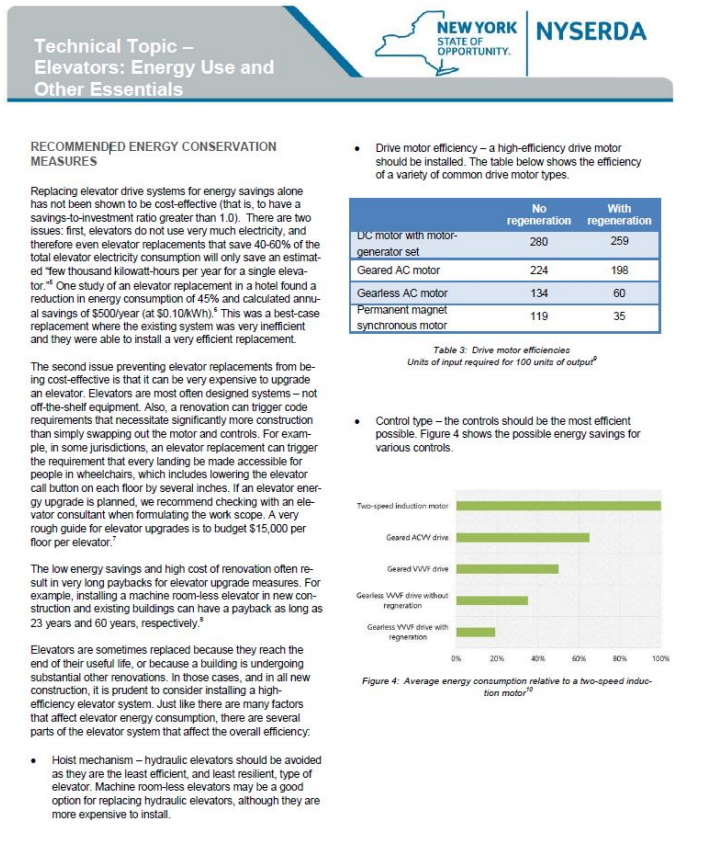 Technical Topic –
Elevators: Energy Use and
Other Essentials
NEW YORK
STATE OF
OPPORTUNITY.
NYSERDA
RECOMMENDED ENERGY CONSERVATION
MEASURES
Replacing elevator drive systems for energy savings alone
has not been shown to be cost-effective (that is, to have a
savings-to-investment ratio greater than 1.0). There are two
issues: first, elevators do not use very much electricity, and
therefore even elevator replacements that save 40-60% of the
total elevator electricity consumption will only save an estimat-
ed "few thousand kilowatt-hours per year for a single eleva-
tor."⁵ One study of an elevator replacement in a hotel found a
reduction in energy consumption of 45% and calculated annu-
al savings of $500/year (at $0.10/kWh).⁶ This was a best-case
replacement where the existing system was very inefficient
and they were able to install a very efficient replacement.
The second issue preventing elevator replacements from be-
ing cost-effective is that it can be very expensive to upgrade
an elevator. Elevators are most often designed systems – not
off-the-shelf equipment. Also, a renovation can trigger code
requirements that necessitate significantly more construction
than simply swapping out the motor and controls. For exam-
ple, in some jurisdictions, an elevator replacement can trigger
the requirement that every landing be made accessible for
people in wheelchairs, which includes lowering the elevator
call button on each floor by several inches. If an elevator ener-
gy upgrade is planned, we recommend checking with an ele-
vator consultant when formulating the work scope. A very
rough guide for elevator upgrades is to budget $15,000 per
floor per elevator.⁷
The low energy savings and high cost of renovation often re-
sult in very long paybacks for elevator upgrade measures. For
example, installing a machine room-less elevator in new con-
struction and existing buildings can have a payback as long as
23 years and 60 years, respectively.⁸
Elevators are sometimes replaced because they reach the
end of their useful life, or because a building is undergoing
substantial other renovations. In those cases, and in all new
construction, it is prudent to consider installing a high-
efficiency elevator system. Just like there are many factors
that affect elevator energy consumption, there are several
parts of the elevator system that affect the overall efficiency:
• Hoist mechanism – hydraulic elevators should be avoided
as they are the least efficient, and least resilient, type of
elevator. Machine room-less elevators may be a good
option for replacing hydraulic elevators, although they are
more expensive to install.
• Drive motor efficiency – a high-efficiency drive motor
should be installed. The table below shows the efficiency
of a variety of common drive motor types.
No regeneration With regeneration
DC motor with motor-generator set 280 259
Geared AC motor 224 198
Gearless AC motor 134 60
Permanent magnet synchronous motor 119 35
Table 3: Drive motor efficiencies
Units of input required for 100 units of output⁹
• Control type – the controls should be the most efficient
possible. Figure 4 shows the possible energy savings for
various controls.
Two-speed induction motor
Geared ACVV drive
Geared VVVF drive
Gearless VVVF drive without
regneration
Gearless VVVF drive with
regneration
0% 20% 40% 60% 80% 100%
Figure 4: Average energy consumption relative to a two-speed induc-
tion motor¹⁰